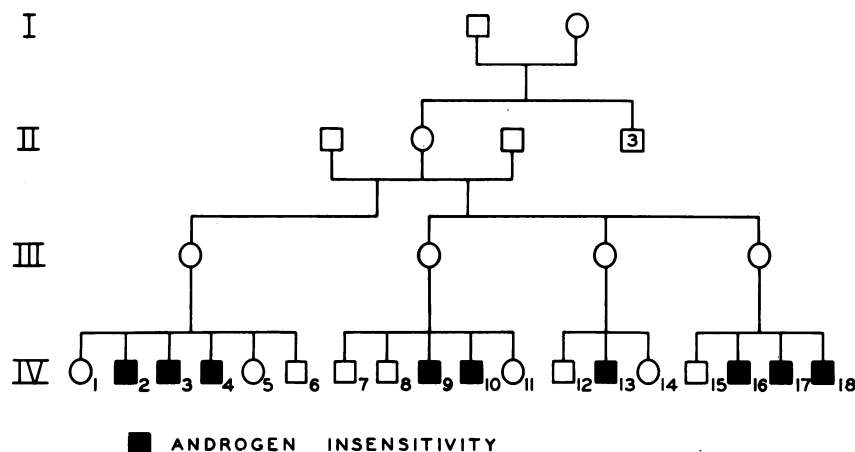 I
II
3
III
IV
1 2 3 4 5 6 7 8 9 10 11 12 13 14 15 16 17 18
ANDROGEN INSENSITIVITY